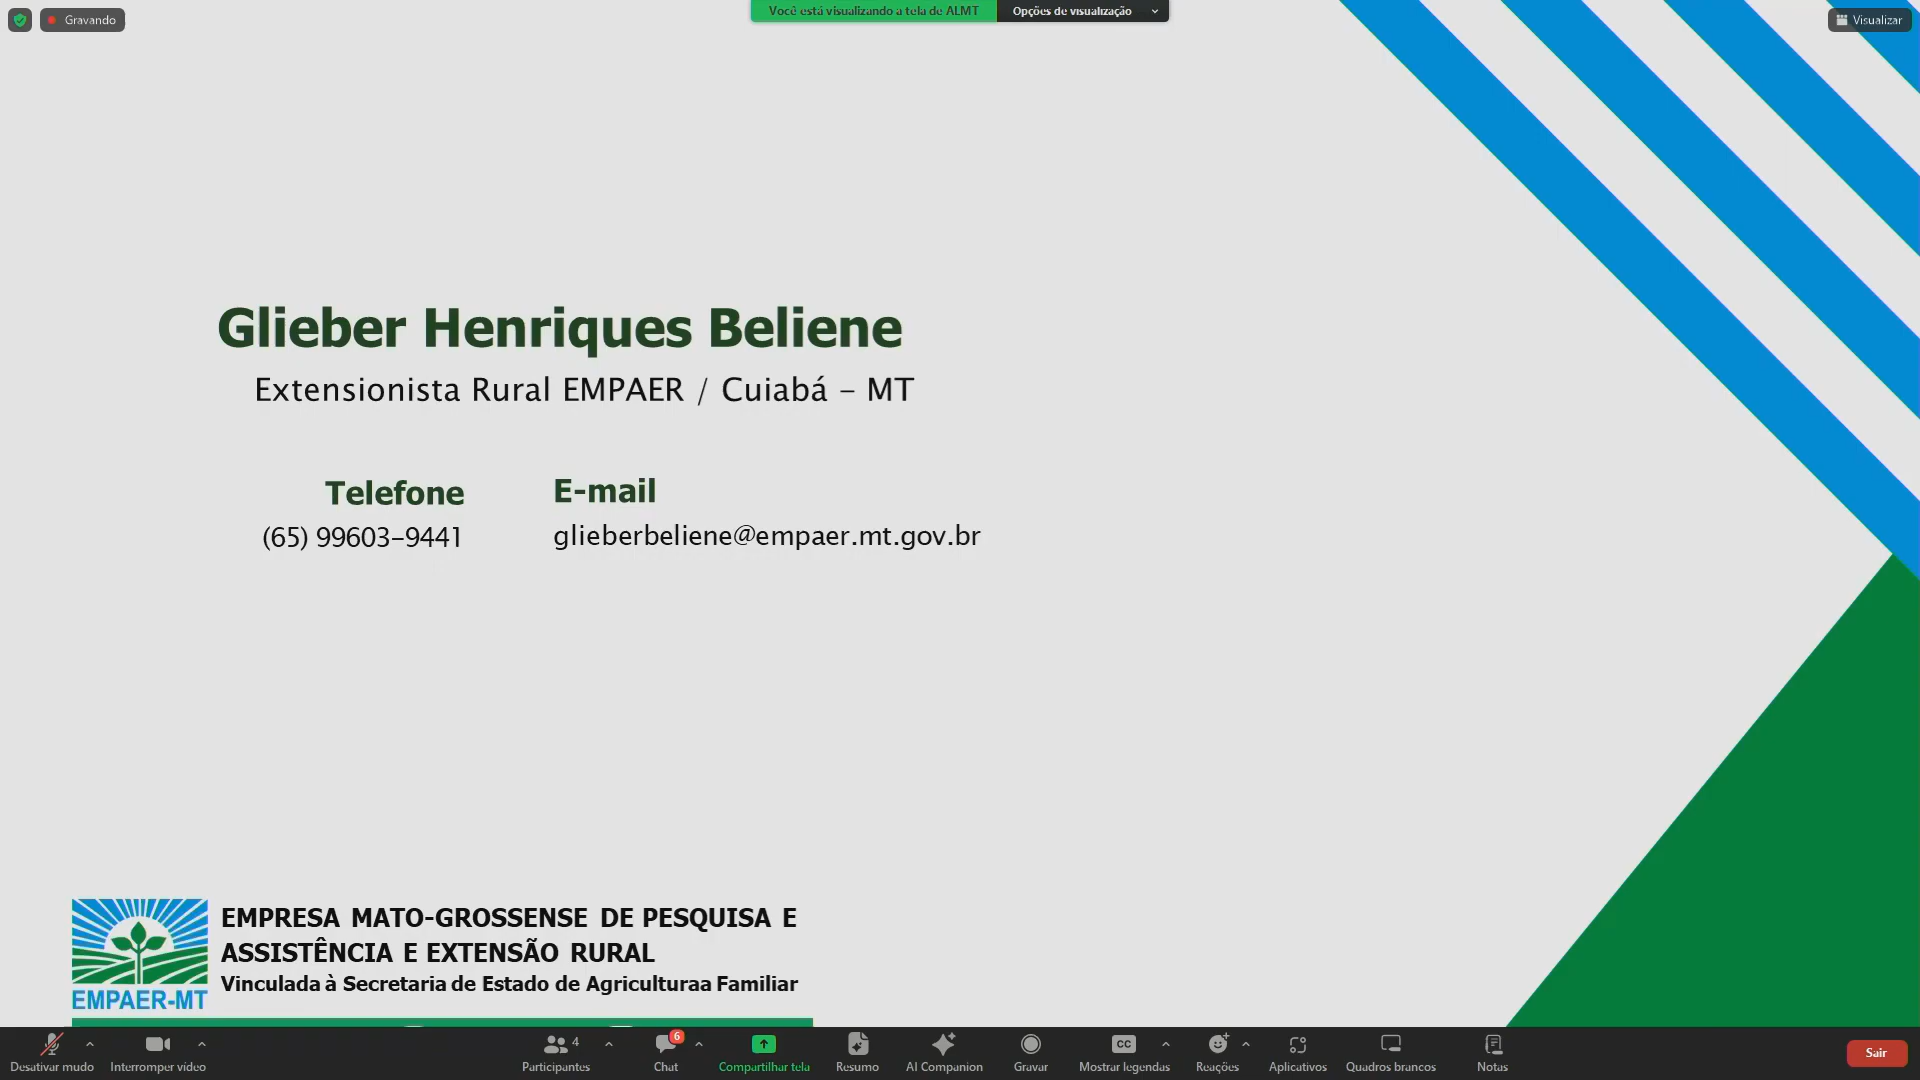 Gravando
Você está visualizando a tela de ALMT
Opções de visualização
Visualizar
Glieber Henriques Beliene
Extensionista Rural EMPAER / Cuiabá – MT
Telefone
E-mail
(65) 99603–9441
glieberbeliene@empaer.mt.gov.br
EMPRESA MATO-GROSSENSE DE PESQUISA E
ASSISTÊNCIA E EXTENSÃO RURAL
Vinculada à Secretaria de Estado de Agriculturaa Familiar
EMPAER-MT
4
6
CC
Desativar mudo
Interromper vídeo
Participantes
Chat
Compartilhar tela
Resumo
AI Companion
Gravar
Mostrar legendas
Reações
Aplicativos
Quadros brancos
Notas
Sair